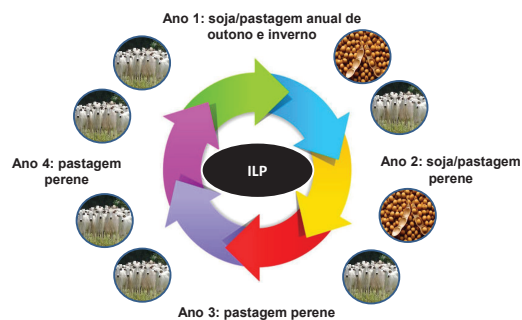 Ano 1: soja/pastagem anual de
outono e inverno
Ano 4: pastagem
perene
ILP
Ano 2: soja/pastagem
perene
Ano 3: pastagem perene